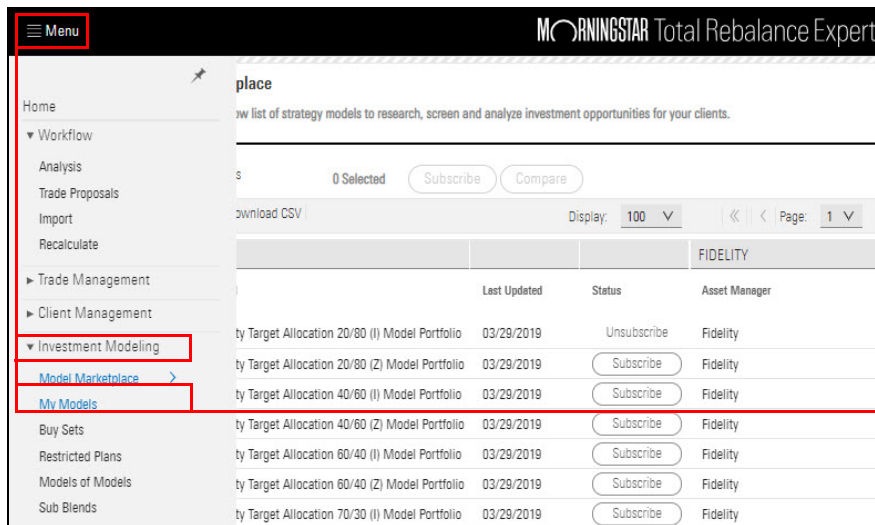 Menu
MORNINGSTAR Total Rebalance Expert
place
Home
ow list of strategy models to research, screen and analyze investment opportunities for your clients.
▾ Workflow
Analysis
s 0 Selected Subscribe Compare
Trade Proposals
Import
ownload CSV Display: 100 Page: 1
Recalculate
FIDELITY
▸ Trade Management
Last Updated Status Asset Manager
▸ Client Management
▾ Investment Modeling
ty Target Allocation 20/80 (I) Model Portfolio 03/29/2019 Unsubscribe Fidelity
Model Marketplace >
ty Target Allocation 20/80 (Z) Model Portfolio 03/29/2019 Subscribe Fidelity
My Models
ty Target Allocation 40/60 (I) Model Portfolio 03/29/2019 Subscribe Fidelity
Buy Sets
ty Target Allocation 40/60 (Z) Model Portfolio 03/29/2019 Subscribe Fidelity
Restricted Plans
ty Target Allocation 60/40 (I) Model Portfolio 03/29/2019 Subscribe Fidelity
Models of Models
ty Target Allocation 60/40 (Z) Model Portfolio 03/29/2019 Subscribe Fidelity
Sub Blends
ty Target Allocation 70/30 (I) Model Portfolio 03/29/2019 Subscribe Fidelity